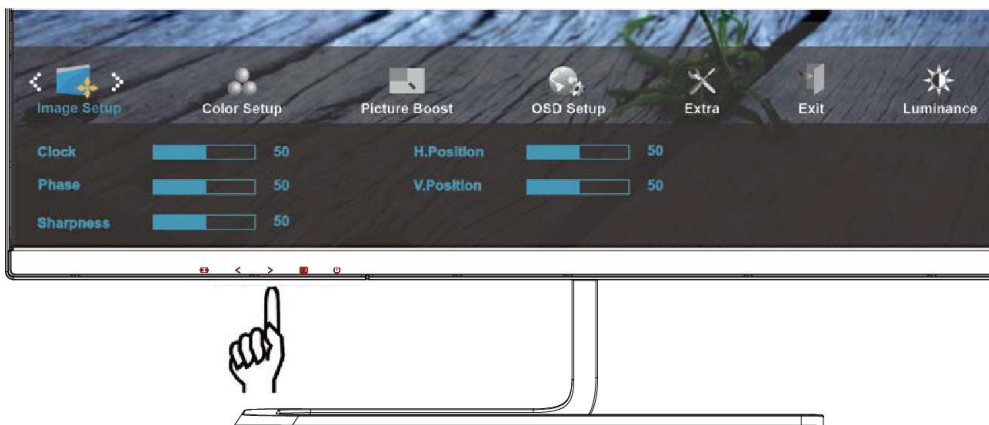 Image Setup Color Setup Picture Boost OSD Setup Extra Exit Luminance
Clock 50 H.Position 50
Phase 50 V.Position 50
Sharpness 50